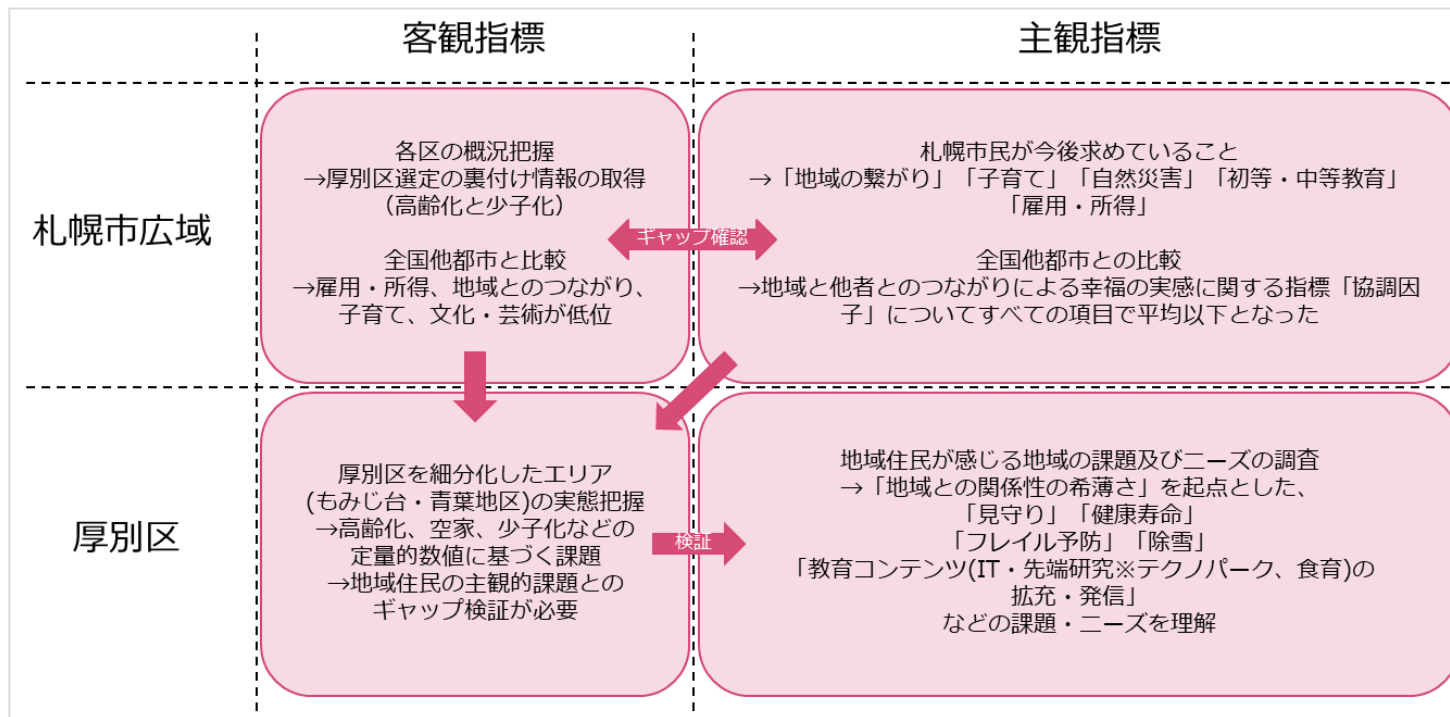 客観指標
主観指標
札幌市広域
各区の概況把握
→厚別区選定の裏付け情報の取得
（高齢化と少子化）
全国他都市と比較
→雇用・所得、地域とのつながり、
子育て、文化・芸術が低位
ギャップ確認
札幌市民が今後求めていること
→「地域の繋がり」「子育て」「自然災害」「初等・中等教育」
「雇用・所得」
全国他都市との比較
→地域と他者とのつながりによる幸福の実感に関する指標「協調因
子」についてすべての項目で平均以下となった
厚別区
厚別区を細分化したエリア
(もみじ台・青葉地区)の実態把握
→高齢化、空家、少子化などの
定量的数値に基づく課題
→地域住民の主観的課題との
ギャップ検証が必要
検証
地域住民が感じる地域の課題及びニーズの調査
→「地域との関係性の希薄さ」を起点とした、
「見守り」「健康寿命」
「フレイル予防」「除雪」
「教育コンテンツ(IT・先端研究※テクノパーク、食育)の
拡充・発信」
などの課題・ニーズを理解